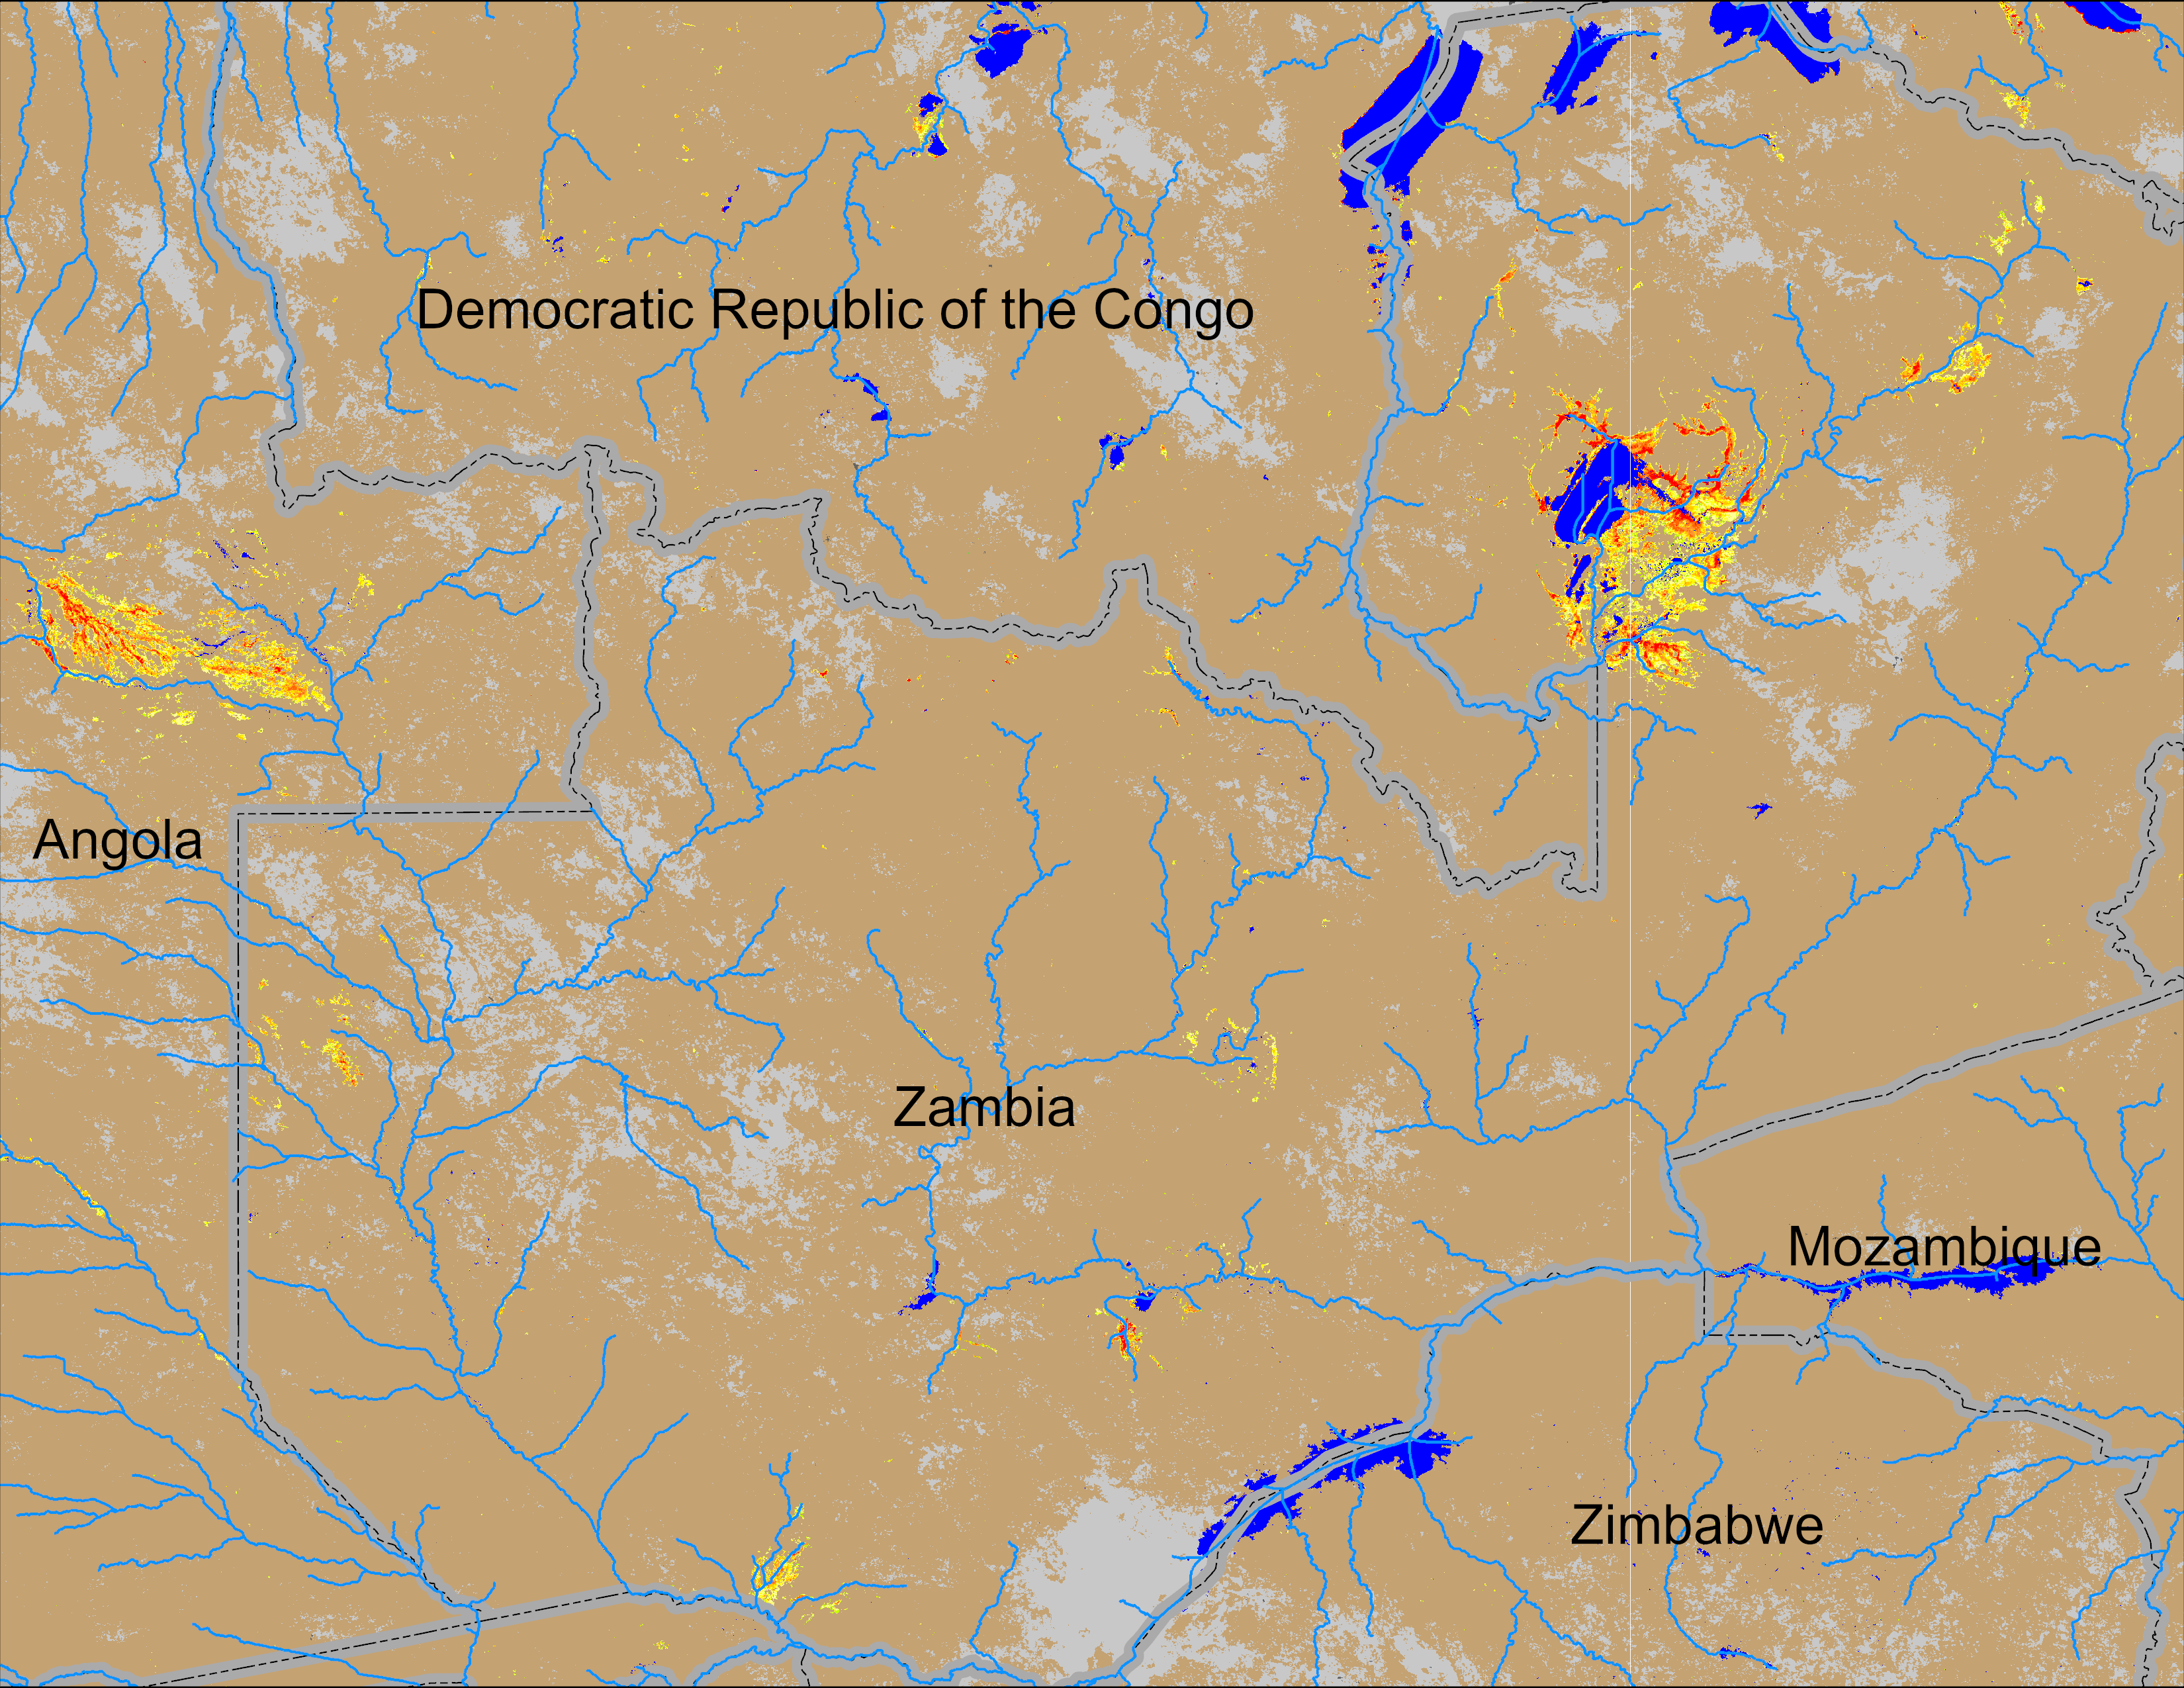 Democratic Republic of the Congo
Angola
Zambia
Mozambique
Zimbabwe